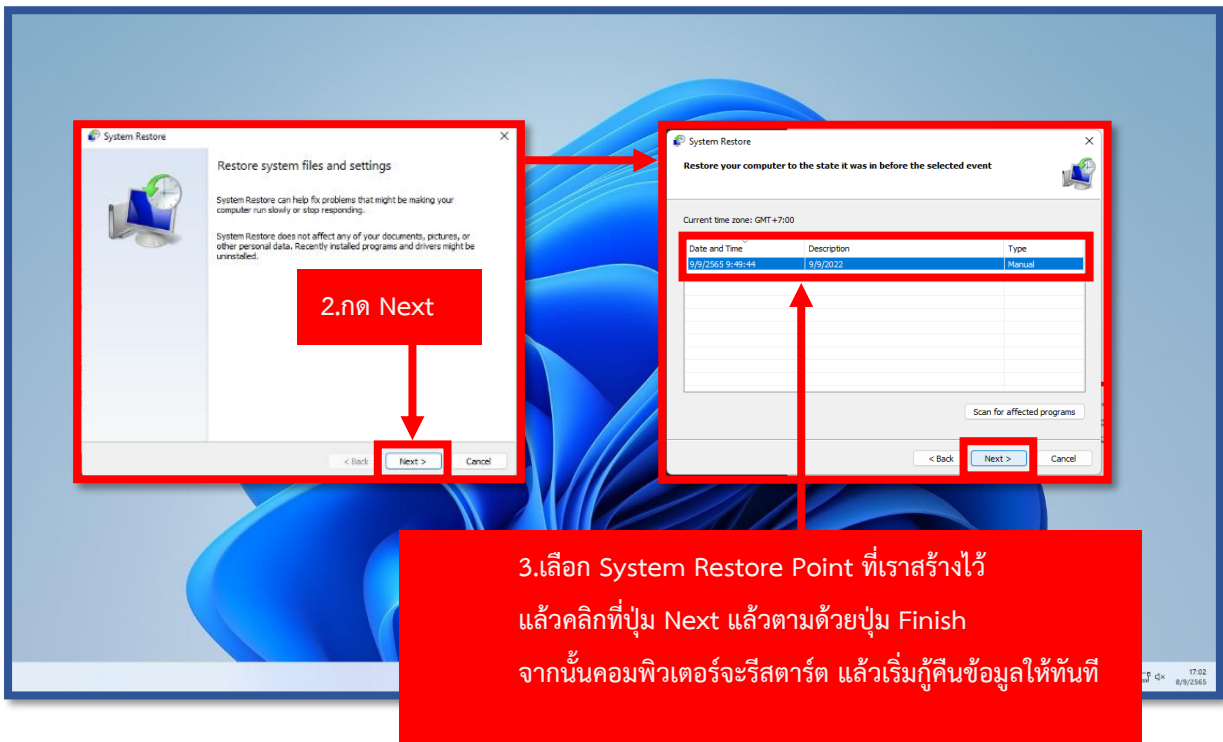 System Restore
Restore system files and settings
System Restore can help fix problems that might be making your
computer run slowly or stop responding.
System Restore does not affect any of your documents, pictures, or
other personal data. Recently installed programs and drivers might be
uninstalled.
2.กด Next
< Back
Next >
Cancel
System Restore
Restore your computer to the state it was in before the selected event
Current time zone: GMT+7:00
Date and Time Description Type
9/9/2565 9:49:44 9/9/2022 Manual
Scan for affected programs
< Back
Next >
Cancel
3.เลือก System Restore Point ที่เราสร้างไว้
แล้วคลิกที่ปุ่ม Next แล้วตามด้วยปุ่ม Finish
จากนั้นคอมพิวเตอร์จะรีสตาร์ต แล้วเริ่มกู้คืนข้อมูลให้ทันที
17:02
8/9/2565